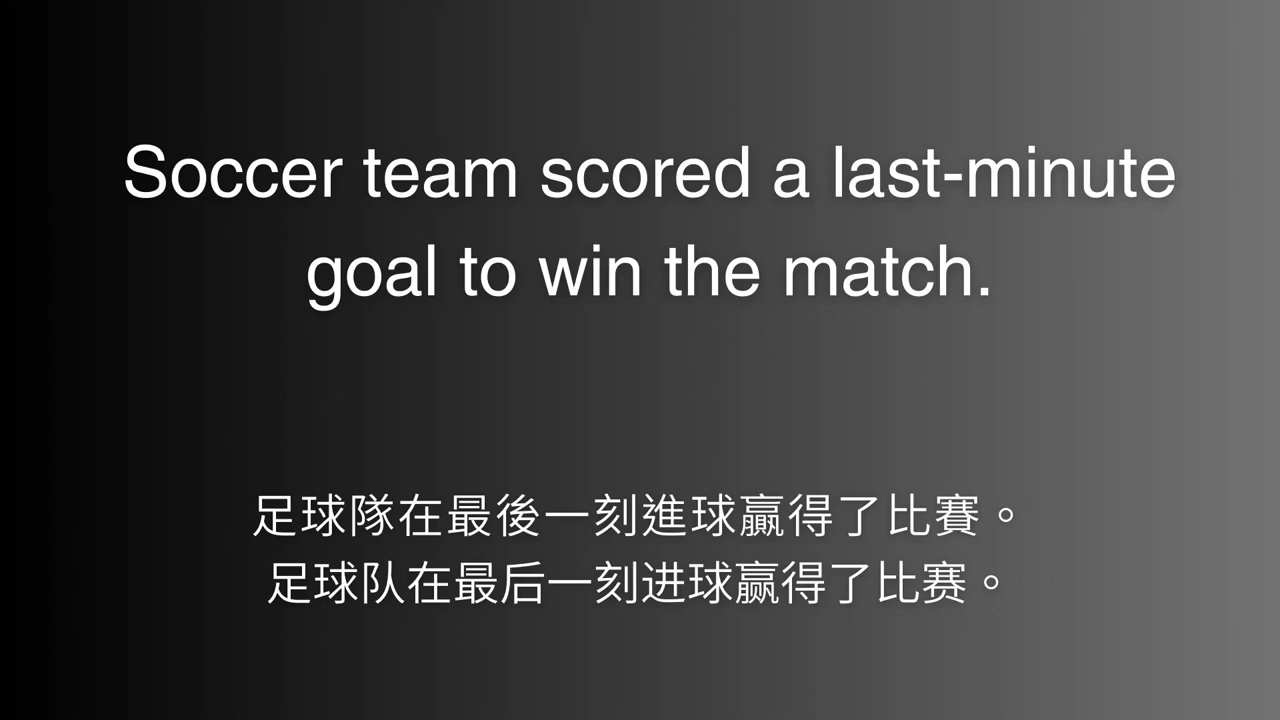 Soccer team scored a last-minute
goal to win the match.
足球隊在最後一刻進球贏得了比賽。
足球队在最后一刻进球赢得了比赛。